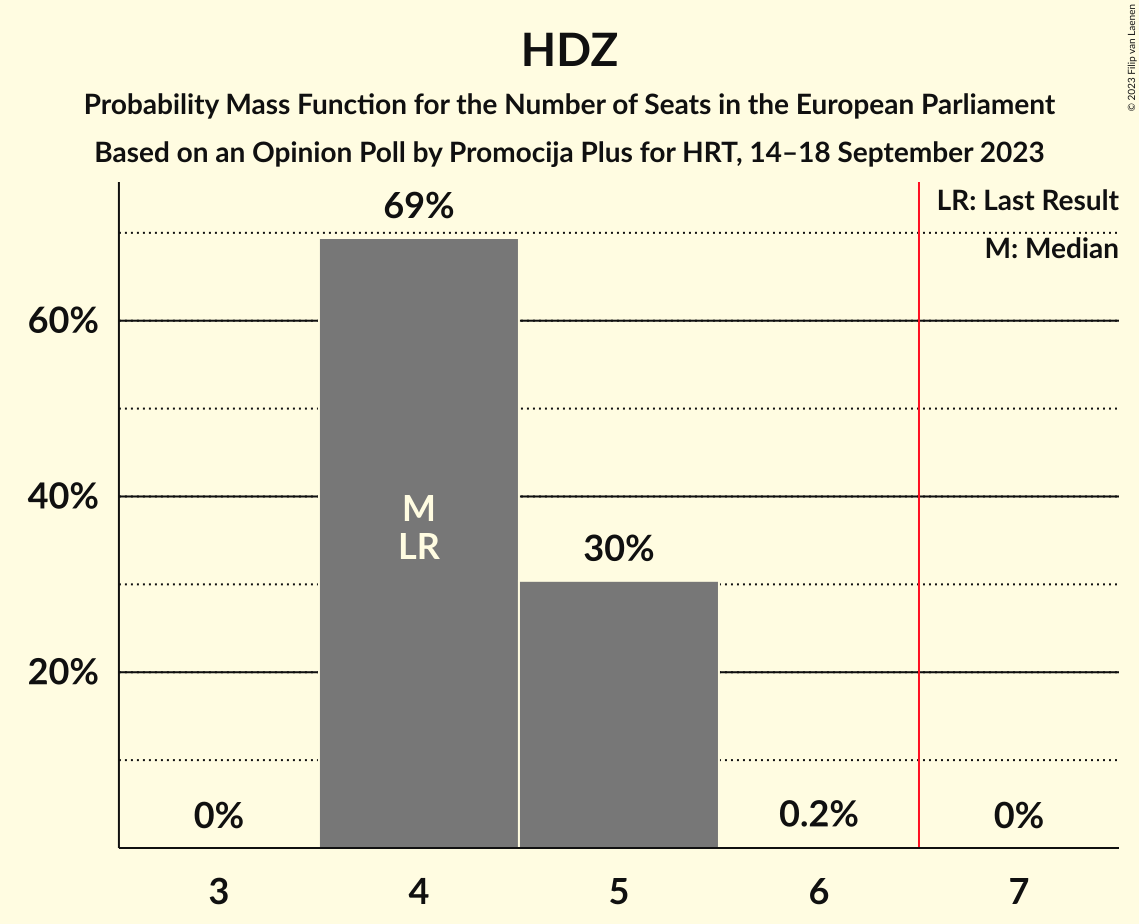 HDZ
Probability Mass Function for the Number of Seats in the European Parliament
Based on an Opinion Poll by Promocija Plus for HRT, 14–18 September 2023
© 2023 Filip van Laenen
LR: Last Result
M: Median
69%
60%
40%
20%
M
LR
30%
0%
0.2%
0%
3
4
5
6
7